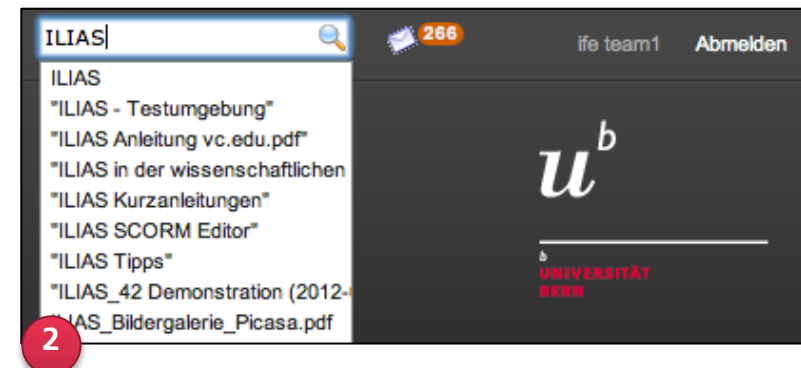 ILIAS
266
ife team1
Abmelden
ILIAS
"ILIAS - Testumgebung"
"ILIAS Anleitung vc.edu.pdf"
"ILIAS in der wissenschaftlichen
"ILIAS Kurzanleitungen"
"ILIAS SCORM Editor"
"ILIAS Tipps"
"ILIAS_42 Demonstration (2012-
ILIAS_Bildergalerie_Picasa.pdf
2
u b
b
UNIVERSITÄT
BERN